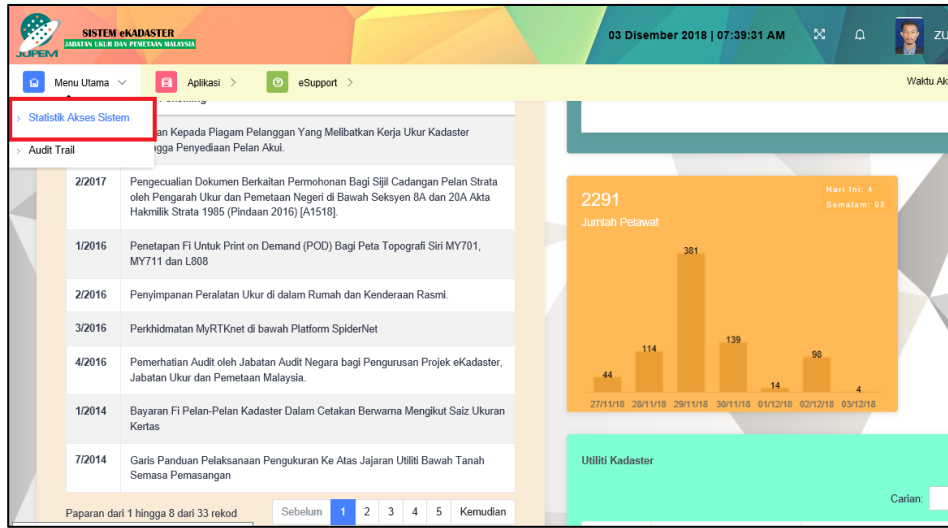 SISTEM eKADASTER
JABATAN UKUR DAN PEMETAAN MALAYSIA
JUPEM
03 Disember 2018 | 07:39:31 AM
ZU
Menu Utama
Aplikasi >
eSupport >
Waktu Ak
> Statistik Akses Sistem
> Audit Trail
an Kepada Piagam Pelanggan Yang Melibatkan Kerja Ukur Kadaster
gga Penyediaan Pelan Akui.
2/2017
Pengecualian Dokumen Berkaitan Permohonan Bagi Sijil Cadangan Pelan Strata
oleh Pengarah Ukur dan Pemetaan Negeri di Bawah Seksyen 8A dan 20A Akta
Hakmilik Strata 1985 (Pindaan 2016) [A1518].
1/2016
Penetapan Fi Untuk Print on Demand (POD) Bagi Peta Topografi Siri MY701,
MY711 dan L808
2/2016
Penyimpanan Peralatan Ukur di dalam Rumah dan Kenderaan Rasmi.
3/2016
Perkhidmatan MyRTKnet di bawah Platform SpiderNet
4/2016
Pemerhatian Audit oleh Jabatan Audit Negara bagi Pengurusan Projek eKadaster,
Jabatan Ukur dan Pemetaan Malaysia.
1/2014
Bayaran Fi Pelan-Pelan Kadaster Dalam Cetakan Berwarna Mengikut Saiz Ukuran
Kertas
7/2014
Garis Panduan Pelaksanaan Pengukuran Ke Atas Jajaran Utiliti Bawah Tanah
Semasa Pemasangan
Paparan dari 1 hingga 8 dari 33 rekod
Sebelum 1 2 3 4 5 Kemudian
2291
Jumlah Pelawat
Hari Ini: 4
Semalam: 98
44 114 381 139 14 98 4
27/11/18 28/11/18 29/11/18 30/11/18 01/12/18 02/12/18 03/12/18
Utiliti Kadaster
Carian: